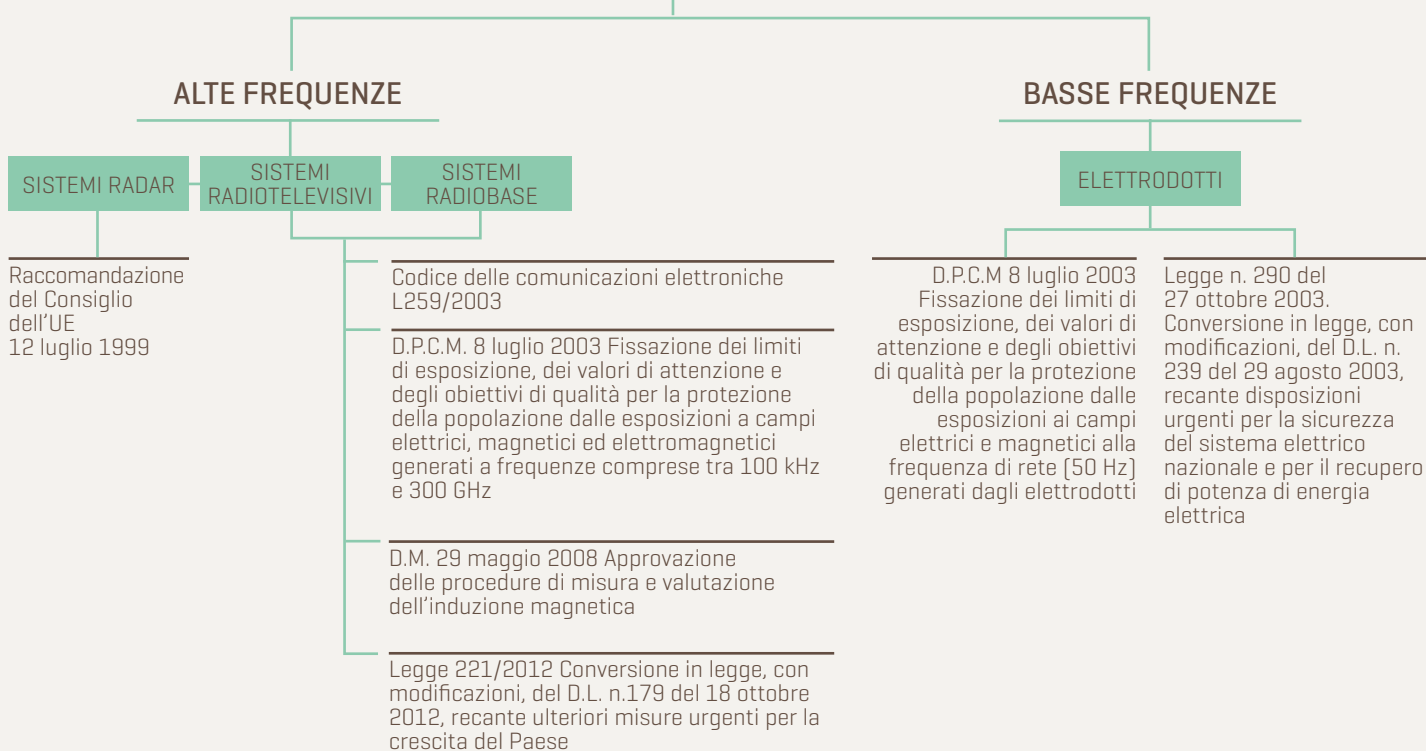 ALTE FREQUENZE
SISTEMI RADAR
SISTEMI
RADIOTELEVISIVI
SISTEMI
RADIOBASE
Raccomandazione
del Consiglio
dell'UE
12 luglio 1999
Codice delle comunicazioni elettroniche
L259/2003
D.P.C.M. 8 luglio 2003 Fissazione dei limiti
di esposizione, dei valori di attenzione e
degli obiettivi di qualità per la protezione
della popolazione dalle esposizioni a campi
elettrici, magnetici ed elettromagnetici
generati a frequenze comprese tra 100 kHz
e 300 GHz
D.M. 29 maggio 2008 Approvazione
delle procedure di misura e valutazione
dell'induzione magnetica
Legge 221/2012 Conversione in legge, con
modificazioni, del D.L. n.179 del 18 ottobre
2012, recante ulteriori misure urgenti per la
crescita del Paese
BASSE FREQUENZE
ELETTRODOTTI
D.P.C.M 8 luglio 2003
Fissazione dei limiti di
esposizione, dei valori di
attenzione e degli obiettivi
di qualità per la protezione
della popolazione dalle
esposizioni ai campi
elettrici e magnetici alla
frequenza di rete (50 Hz)
generati dagli elettrodotti
Legge n. 290 del
27 ottobre 2003.
Conversione in legge, con
modificazioni, del D.L. n.
239 del 29 agosto 2003,
recante disposizioni
urgenti per la sicurezza
del sistema elettrico
nazionale e per il recupero
di potenza di energia
elettrica